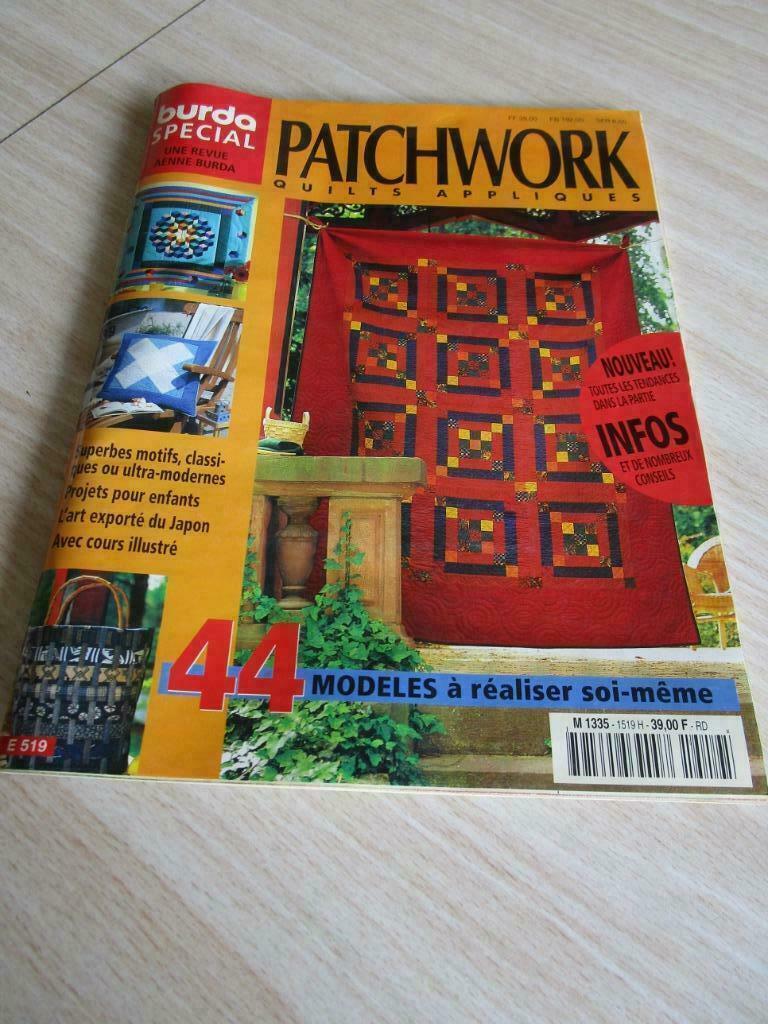 burda
SPECIAL
UNE REVUE
AENNE BURDA
PATCHWORK
QUILTS APPLIQUES
NOUVEAU!
TOUTES LES TENDANCES
DANS LA PARTIE
INFOS
ET DE NOMBREUX
CONSEILS
Superbes motifs, classi-
ques ou ultra-modernes
Projets pour enfants
L'art exporté du Japon
Avec cours illustré
44 MODELES à réaliser soi-même
M 1335 - 1519 H - 39,00 F - RD
E 519